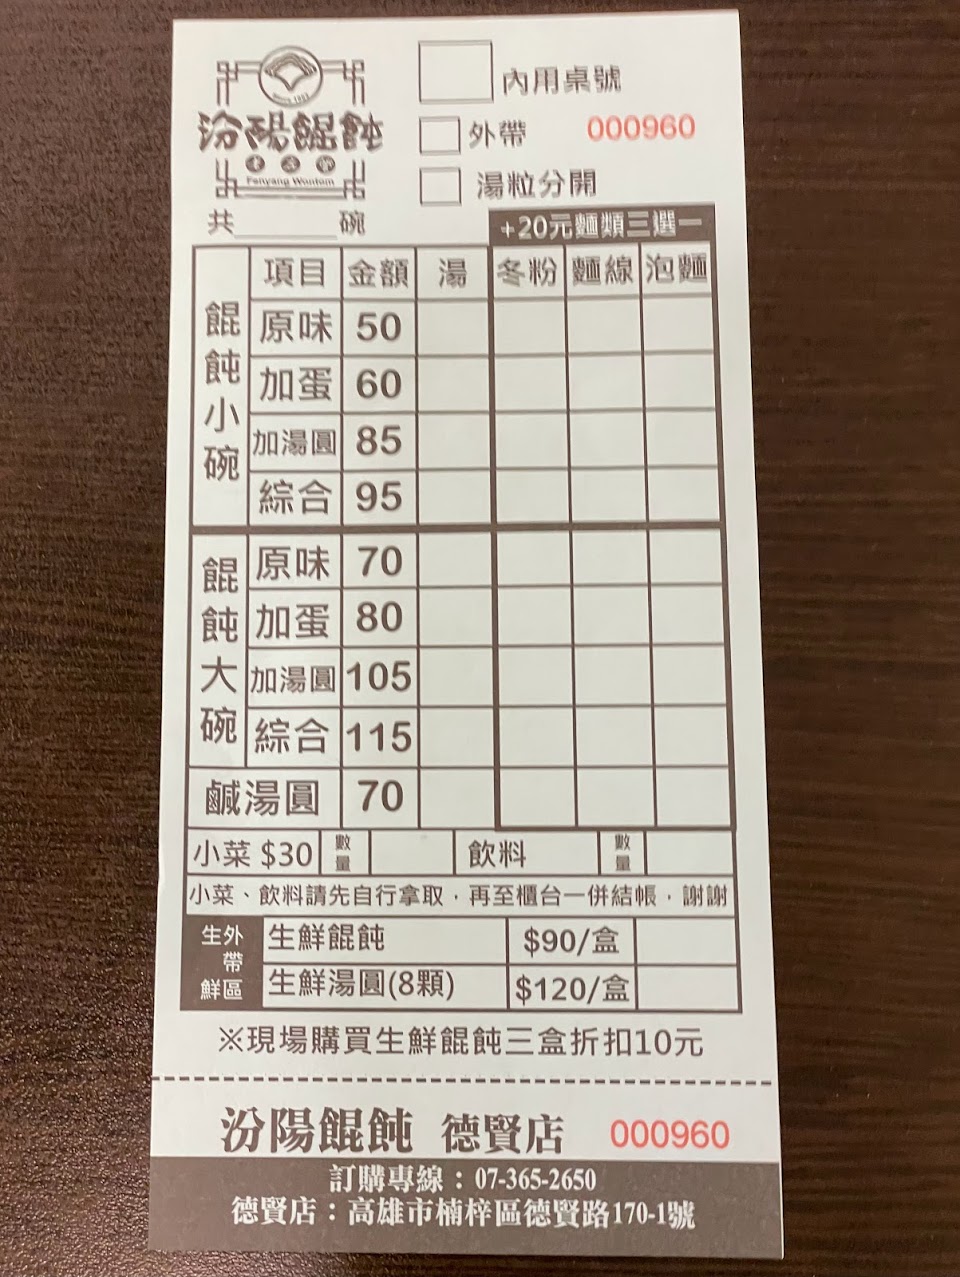 Since 1983
汾陽餛飩
Fenyang Wontom
內用桌號
外帶
000960
湯粒分開
共______碗
+20元麵類三選一
餛飩小碗
項目 金額 湯 冬粉 麵線 泡麵
原味 50
加蛋 60
加湯圓 85
綜合 95
餛飩大碗
原味 70
加蛋 80
加湯圓 105
綜合 115
鹹湯圓 70
小菜 $30 數量 飲料 數量
小菜、飲料請先自行拿取,再至櫃台一併結帳,謝謝
外帶生鮮區
生鮮餛飩 $90/盒
生鮮湯圓(8顆) $120/盒
※現場購買生鮮餛飩三盒折扣10元
汾陽餛飩 德賢店 000960
訂購專線:07-365-2650
德賢店:高雄市楠梓區德賢路170-1號